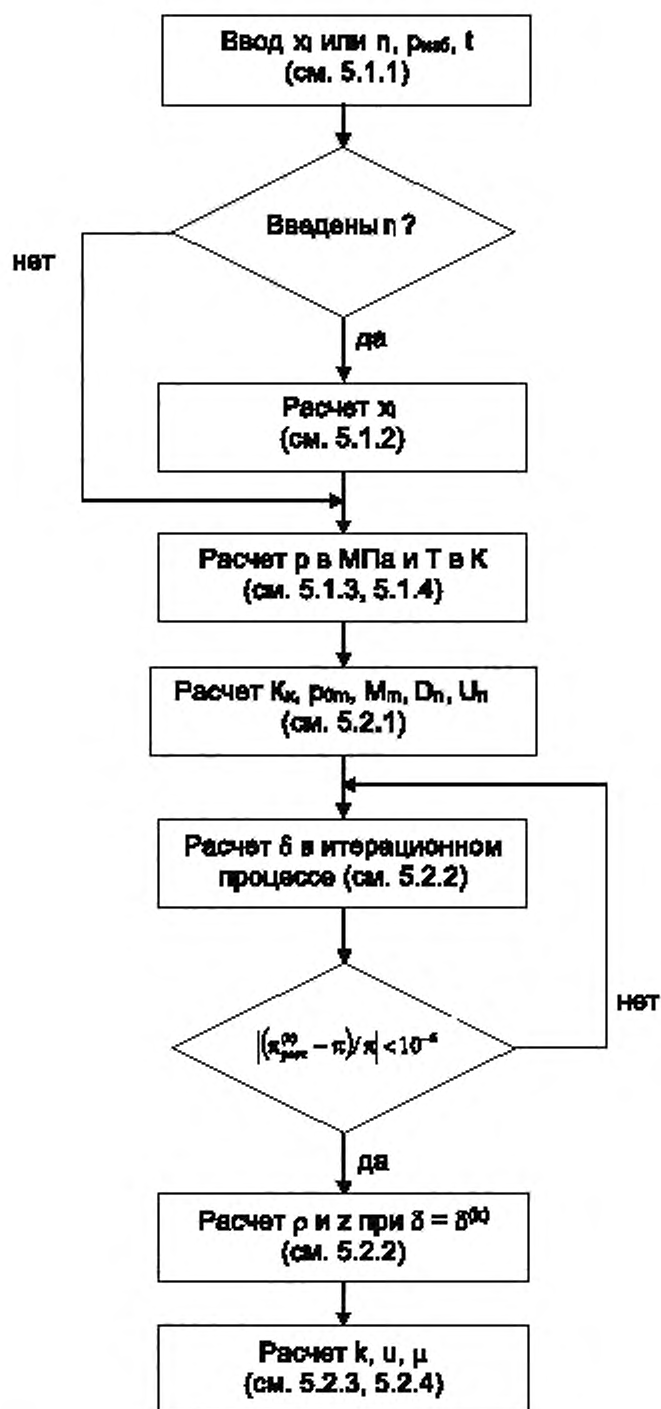 Ввод xi или ri, pизб, t
(см. 5.1.1)
Введены ri ?
нет
да
Расчет xi
(см. 5.1.2)
Расчет p в МПа и T в К
(см. 5.1.3, 5.1.4)
Расчет Kк, p0m, Mm, Dn, Un
(см. 5.2.1)
Расчет δ в итерационном
процессе (см. 5.2.2)
нет
да
Расчет ρ и z при δ = δ(k)
(см. 5.2.2)
Расчет k, u, μ
(см. 5.2.3, 5.2.4)